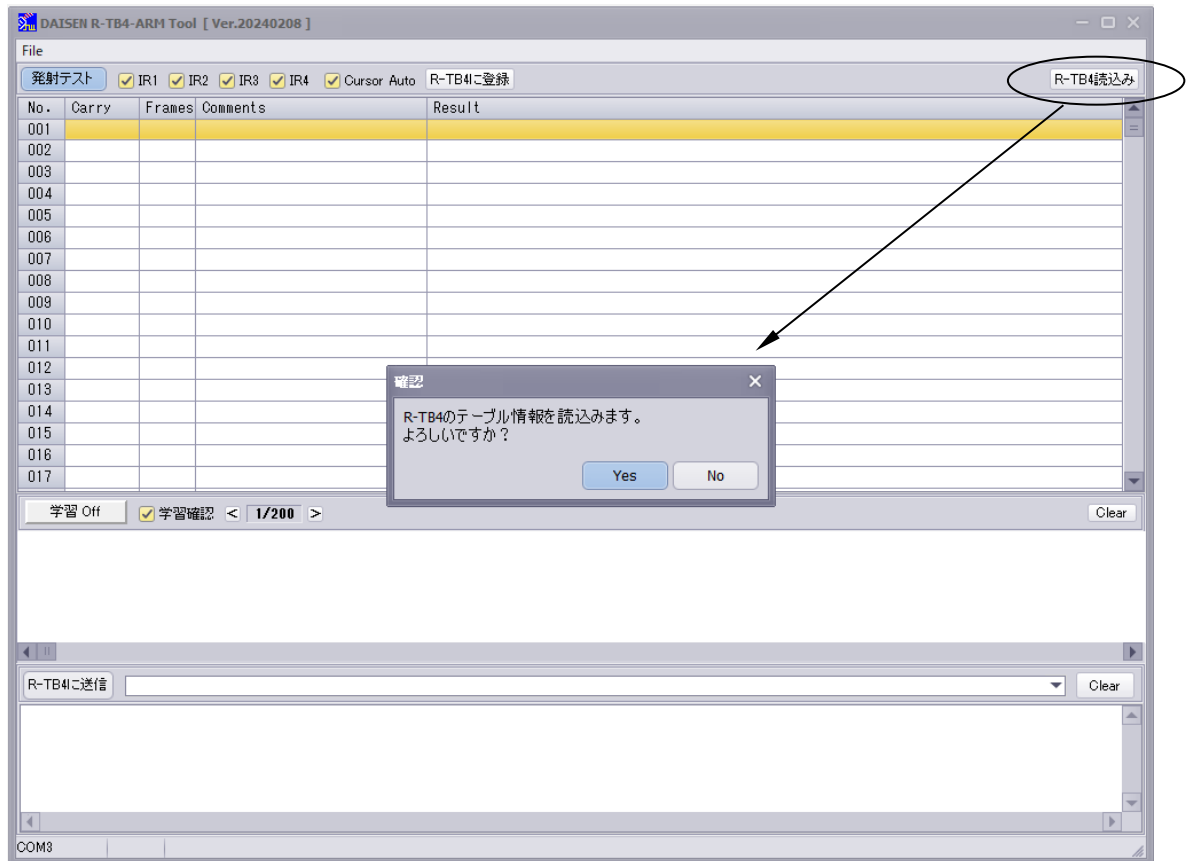 DAISEN R-TB4-ARM Tool [ Ver.20240208 ]
File
発射テスト IR1 IR2 IR3 IR4 Cursor Auto R-TB4に登録 R-TB4読込み
No. Carry Frames Comments Result
001
002
003
004
005
006
007
008
009
010
011
012
013
014
015
016
017
確認
R-TB4のテーブル情報を読込みます。
よろしいですか？
Yes No
学習 Off 学習確認 < 1/200 > Clear
R-TB4に送信 Clear
COM3